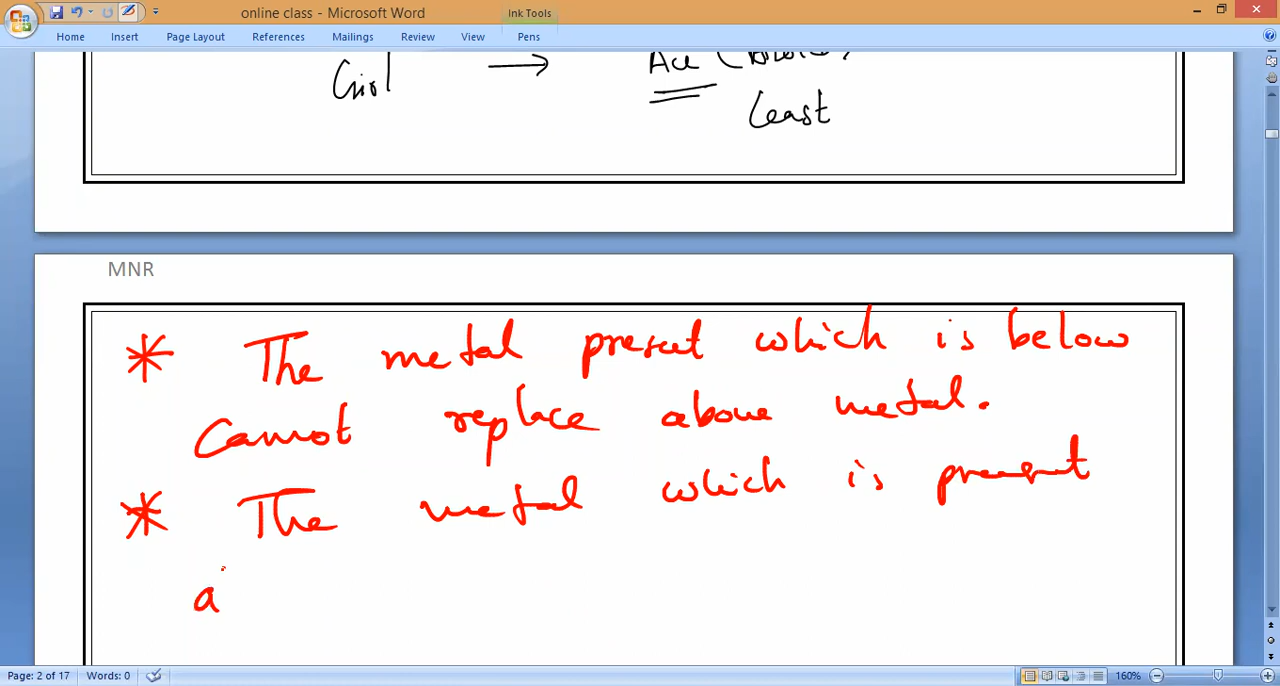 online class - Microsoft Word
Ink Tools
Home Insert Page Layout References Mailings Review View Pens
Girl → Au
Least
MNR
* The metal present which is below
cannot replace above metal.
* The metal which is present
a
Page: 2 of 17 Words: 0 160%